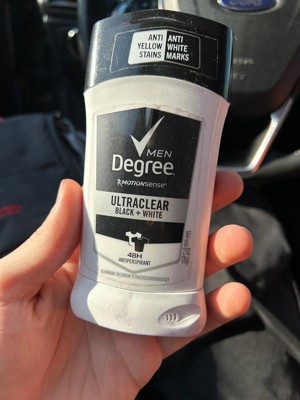 ANTI YELLOW STAINS
ANTI WHITE MARKS
MEN
Degree
MOTIONSENSE
ULTRACLEAR
BLACK + WHITE
48H
ANTIPERSPIRANT